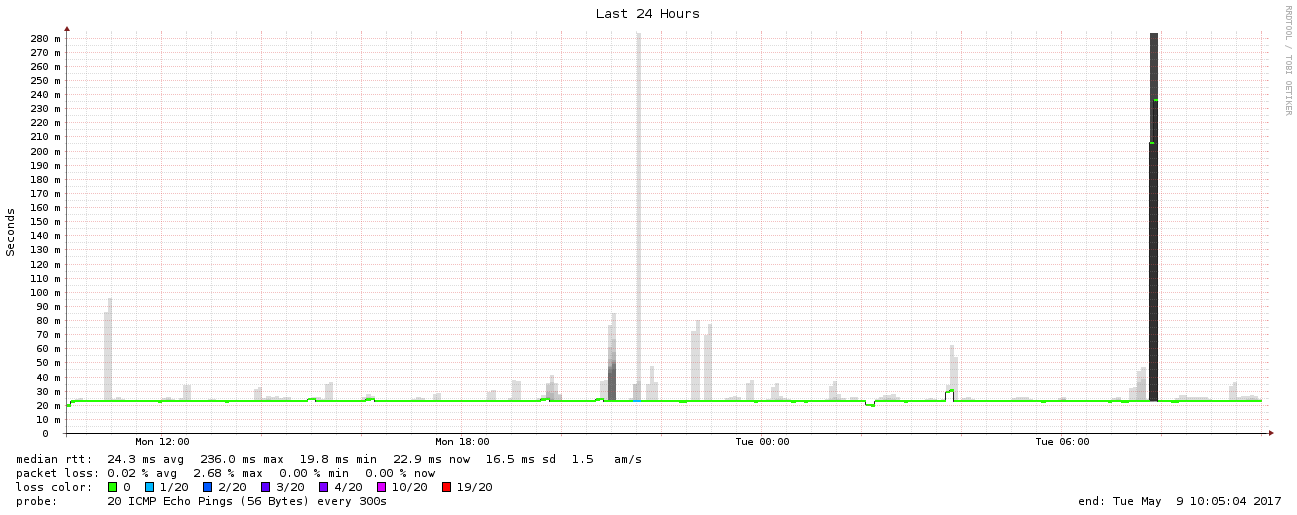 Last 24 Hours
RRDTOOL / TOBI OETIKER
Seconds
280 m
270 m
260 m
250 m
240 m
230 m
220 m
210 m
200 m
190 m
180 m
170 m
160 m
150 m
140 m
130 m
120 m
110 m
100 m
90 m
80 m
70 m
60 m
50 m
40 m
30 m
20 m
10 m
0
Mon 12:00 Mon 18:00 Tue 00:00 Tue 06:00
median rtt: 24.3 ms avg 236.0 ms max 19.8 ms min 22.9 ms now 16.5 ms sd 1.5 am/s
packet loss: 0.02 % avg 2.68 % max 0.00 % min 0.00 % now
loss color: 0 1/20 2/20 3/20 4/20 10/20 19/20
probe: 20 ICMP Echo Pings (56 Bytes) every 300s end: Tue May 9 10:05:04 2017